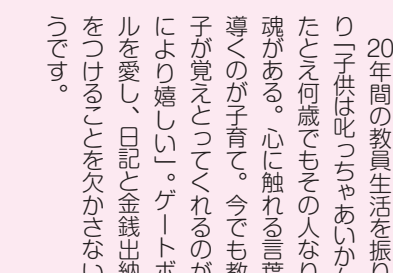 20年間の教員生活を振り
り「子供は叱っちゃあいか
たとえ何歳でもその人なり
魂がある。心に触れる言葉
導くのが子育て。今でも教
子が覚えとってくれるのが
により嬉しい」。ゲートボ
ルを愛し、日記と金銭出納
をつけることを欠かさない
うです。